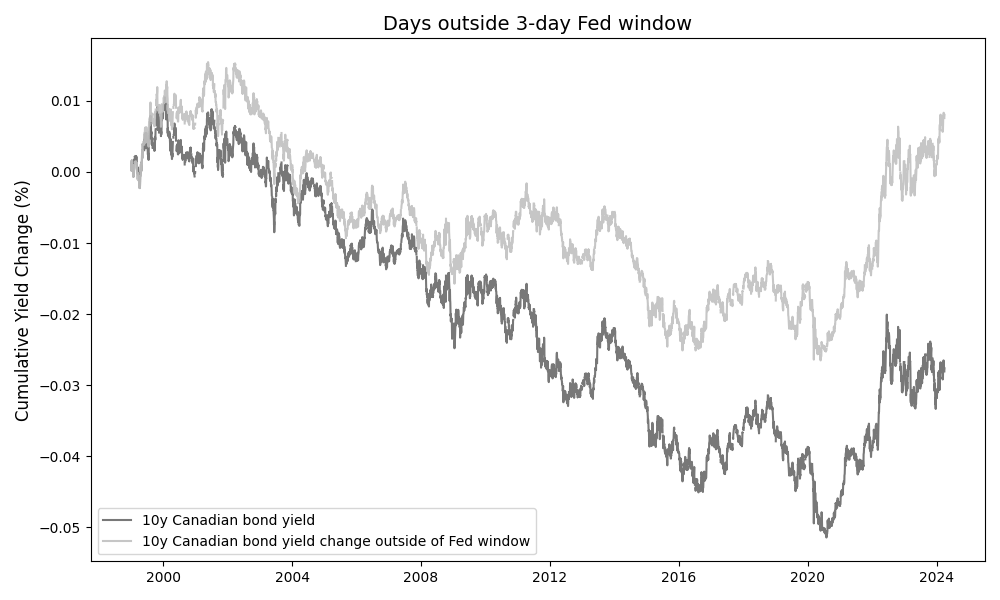 Days outside 3-day Fed window
Cumulative Yield Change (%)
0.01
0.00
−0.01
−0.02
−0.03
−0.04
−0.05
10y Canadian bond yield
10y Canadian bond yield change outside of Fed window
2000 2004 2008 2012 2016 2020 2024